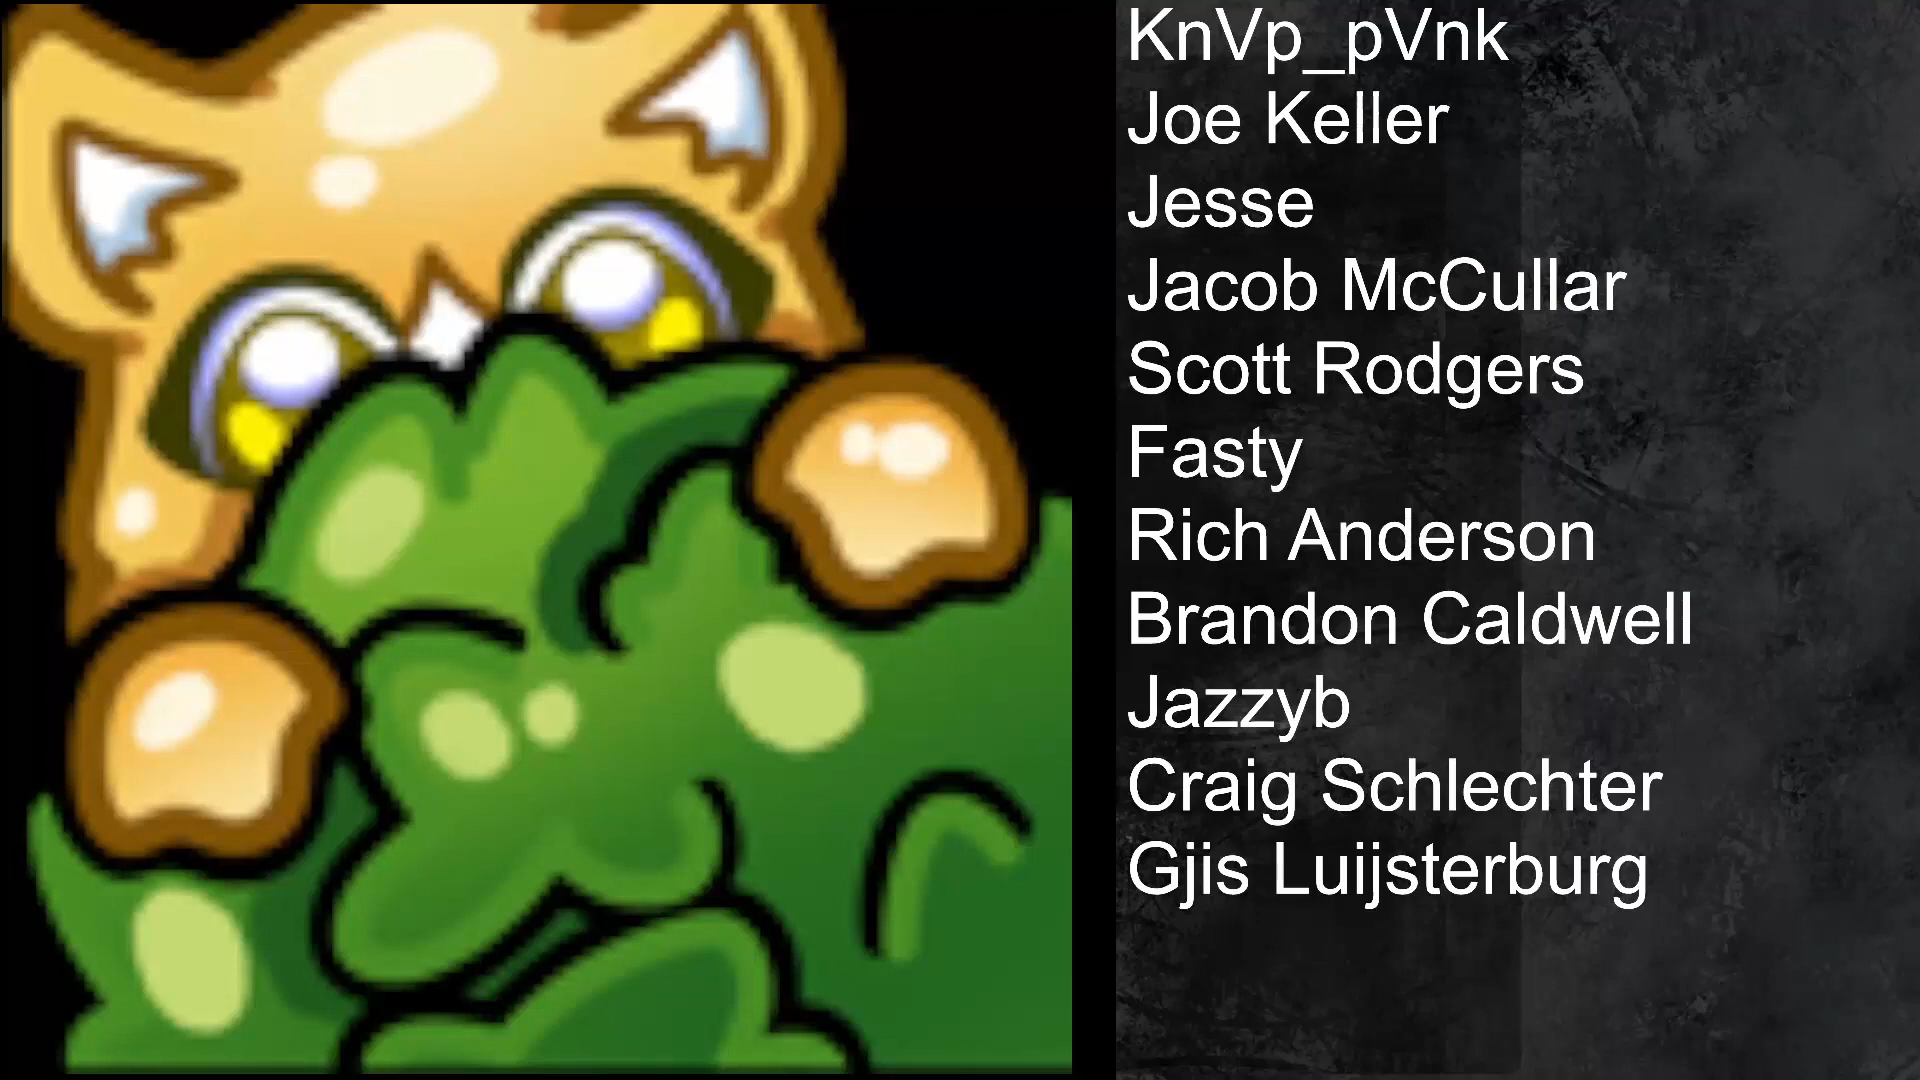 KnVp_pVnk
Joe Keller
Jesse
Jacob McCullar
Scott Rodgers
Fasty
Rich Anderson
Brandon Caldwell
Jazzyb
Craig Schlechter
Gjis Luijsterburg